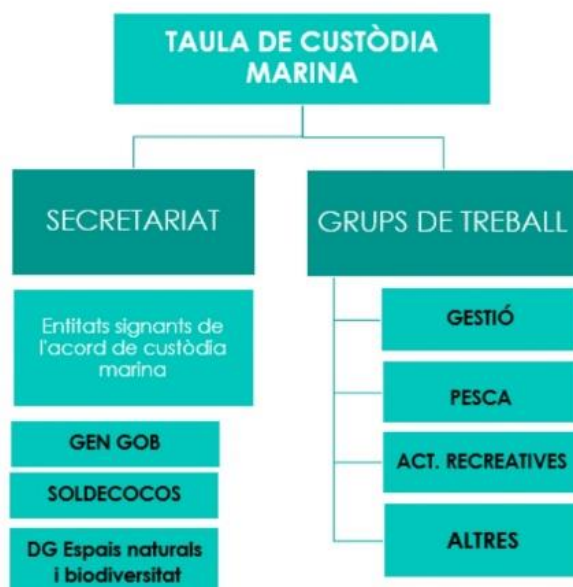 TAULA DE CUSTÒDIA
MARINA
SECRETARIAT
Entitats signants de
l'acord de custòdia
marina
GEN GOB
SOLDECOCOS
DG Espais naturals
i biodiversitat
GRUPS DE TREBALL
GESTIÓ
PESCA
ACT. RECREATIVES
ALTRES